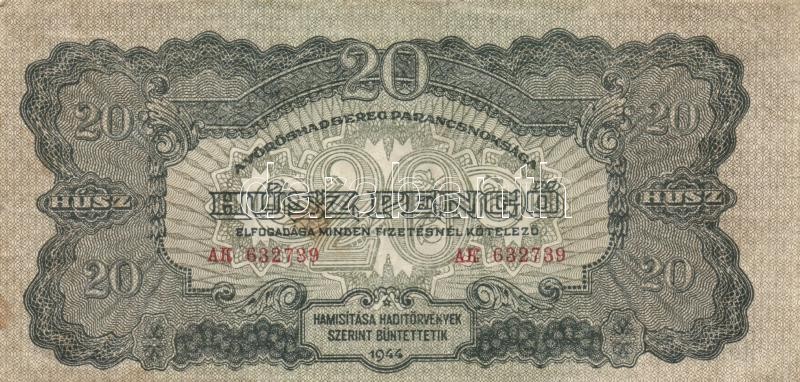 20
20
20
A VÖRÖSHADSEREG PARANCSNOKSÁGA
20
HÚSZ
HÚSZ PENGŐ
HÚSZ
ELFOGADÁSA MINDEN FIZETÉSNÉL KÖTELEZŐ
AK 632739
AK 632739
20
20
HAMISÍTÁSA HADITÖRVÉNYEK
SZERINT BÜNTETTETIK
1944